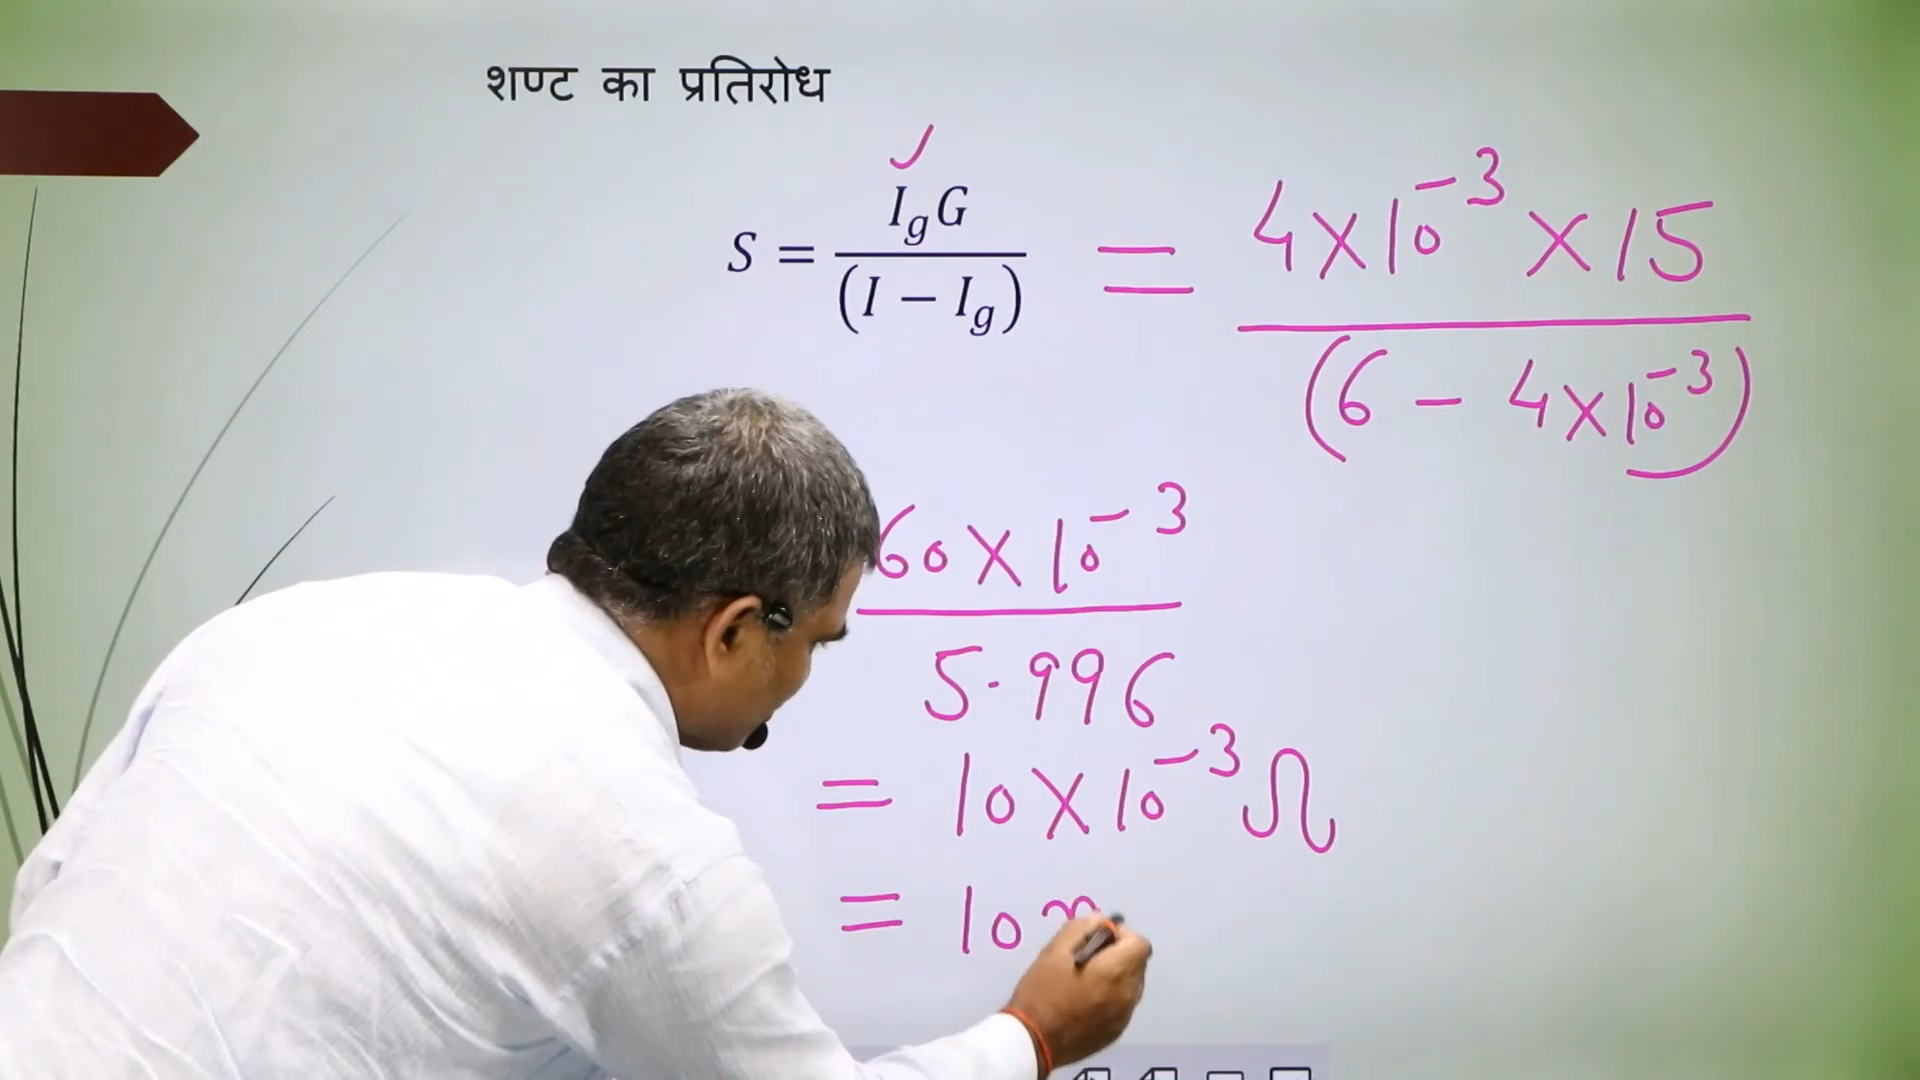 शण्ट का प्रतिरोध
S = I_g G / (I − I_g) = 4×10⁻³ × 15 / (6 − 4×10⁻³)
60 × 10⁻³ / 5.996
= 10 × 10⁻³ Ω
= 10